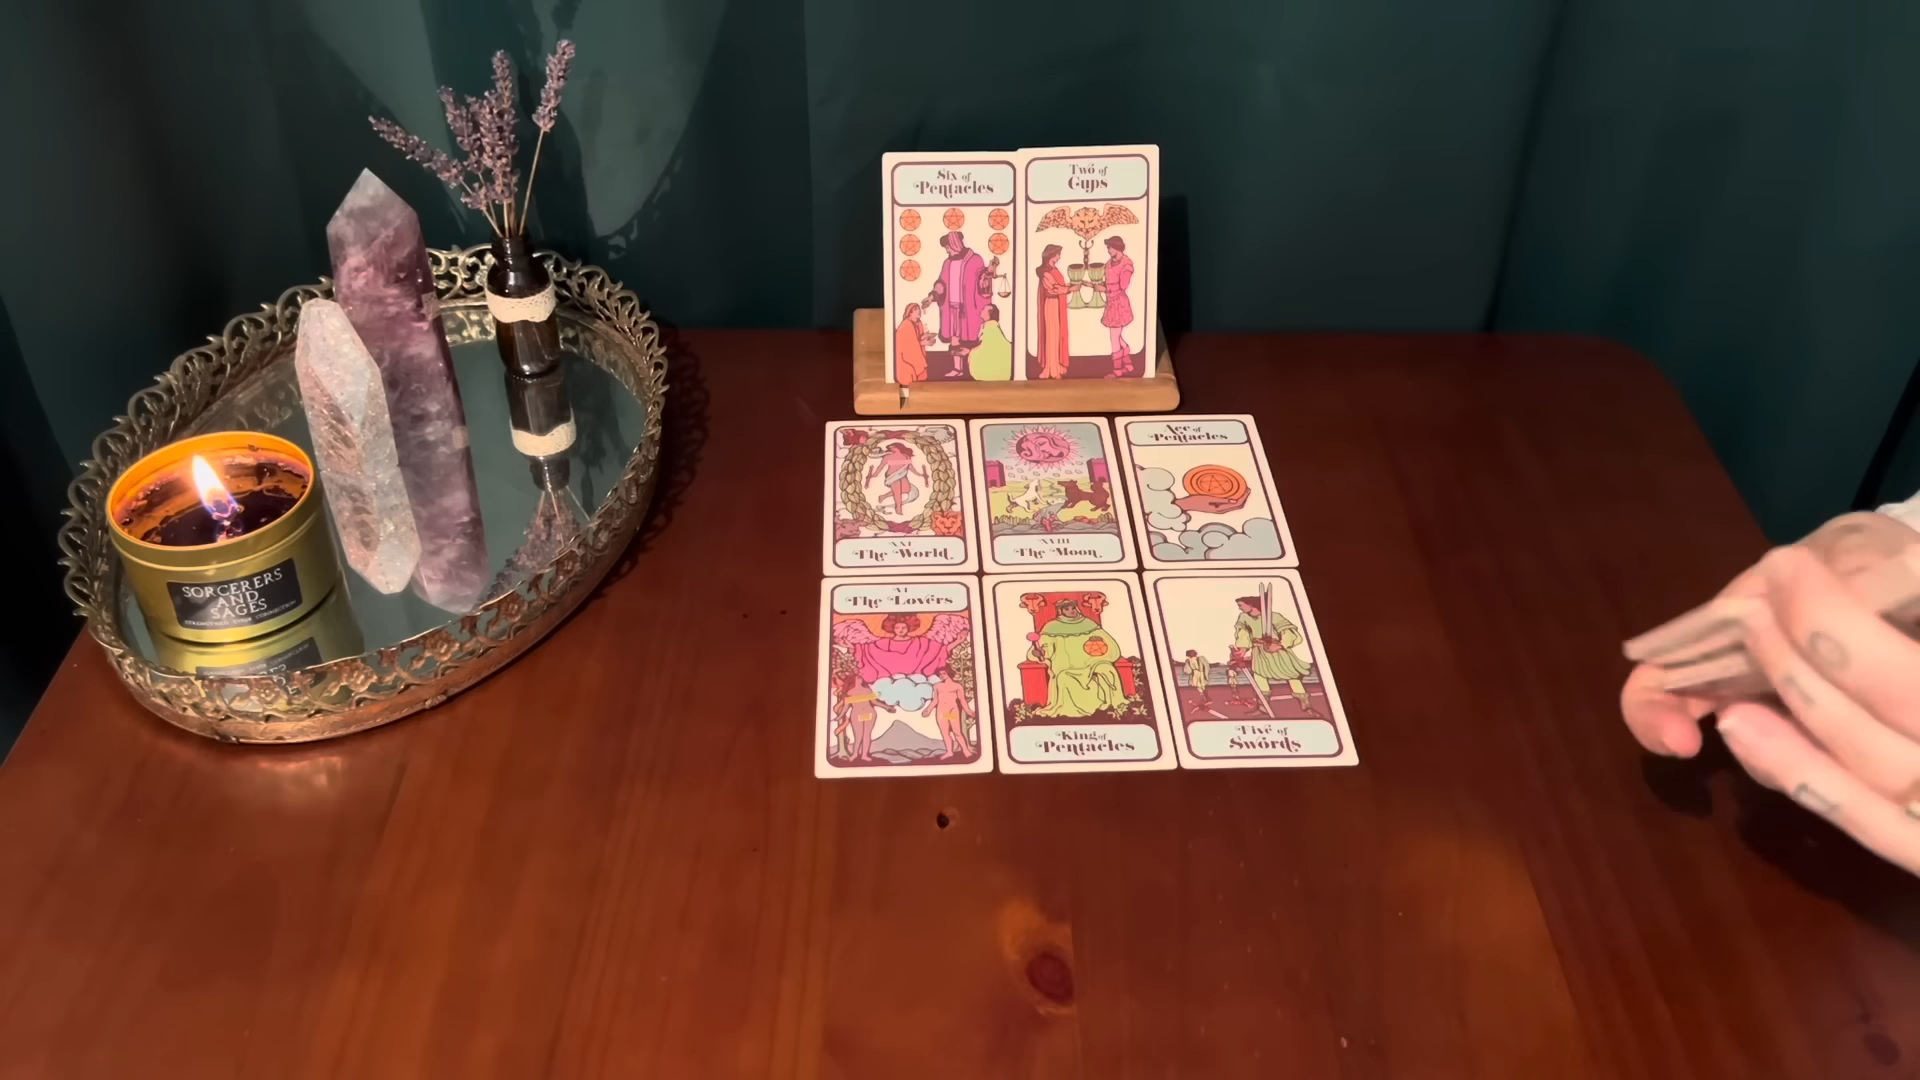 Six of
Pentacles
Two of
Cups
Ace of
Pentacles
XXI
The World
XVIII
The Moon
VI
The Lovers
King of
Pentacles
Five of
Swords
SORCERERS
AND
SAGES